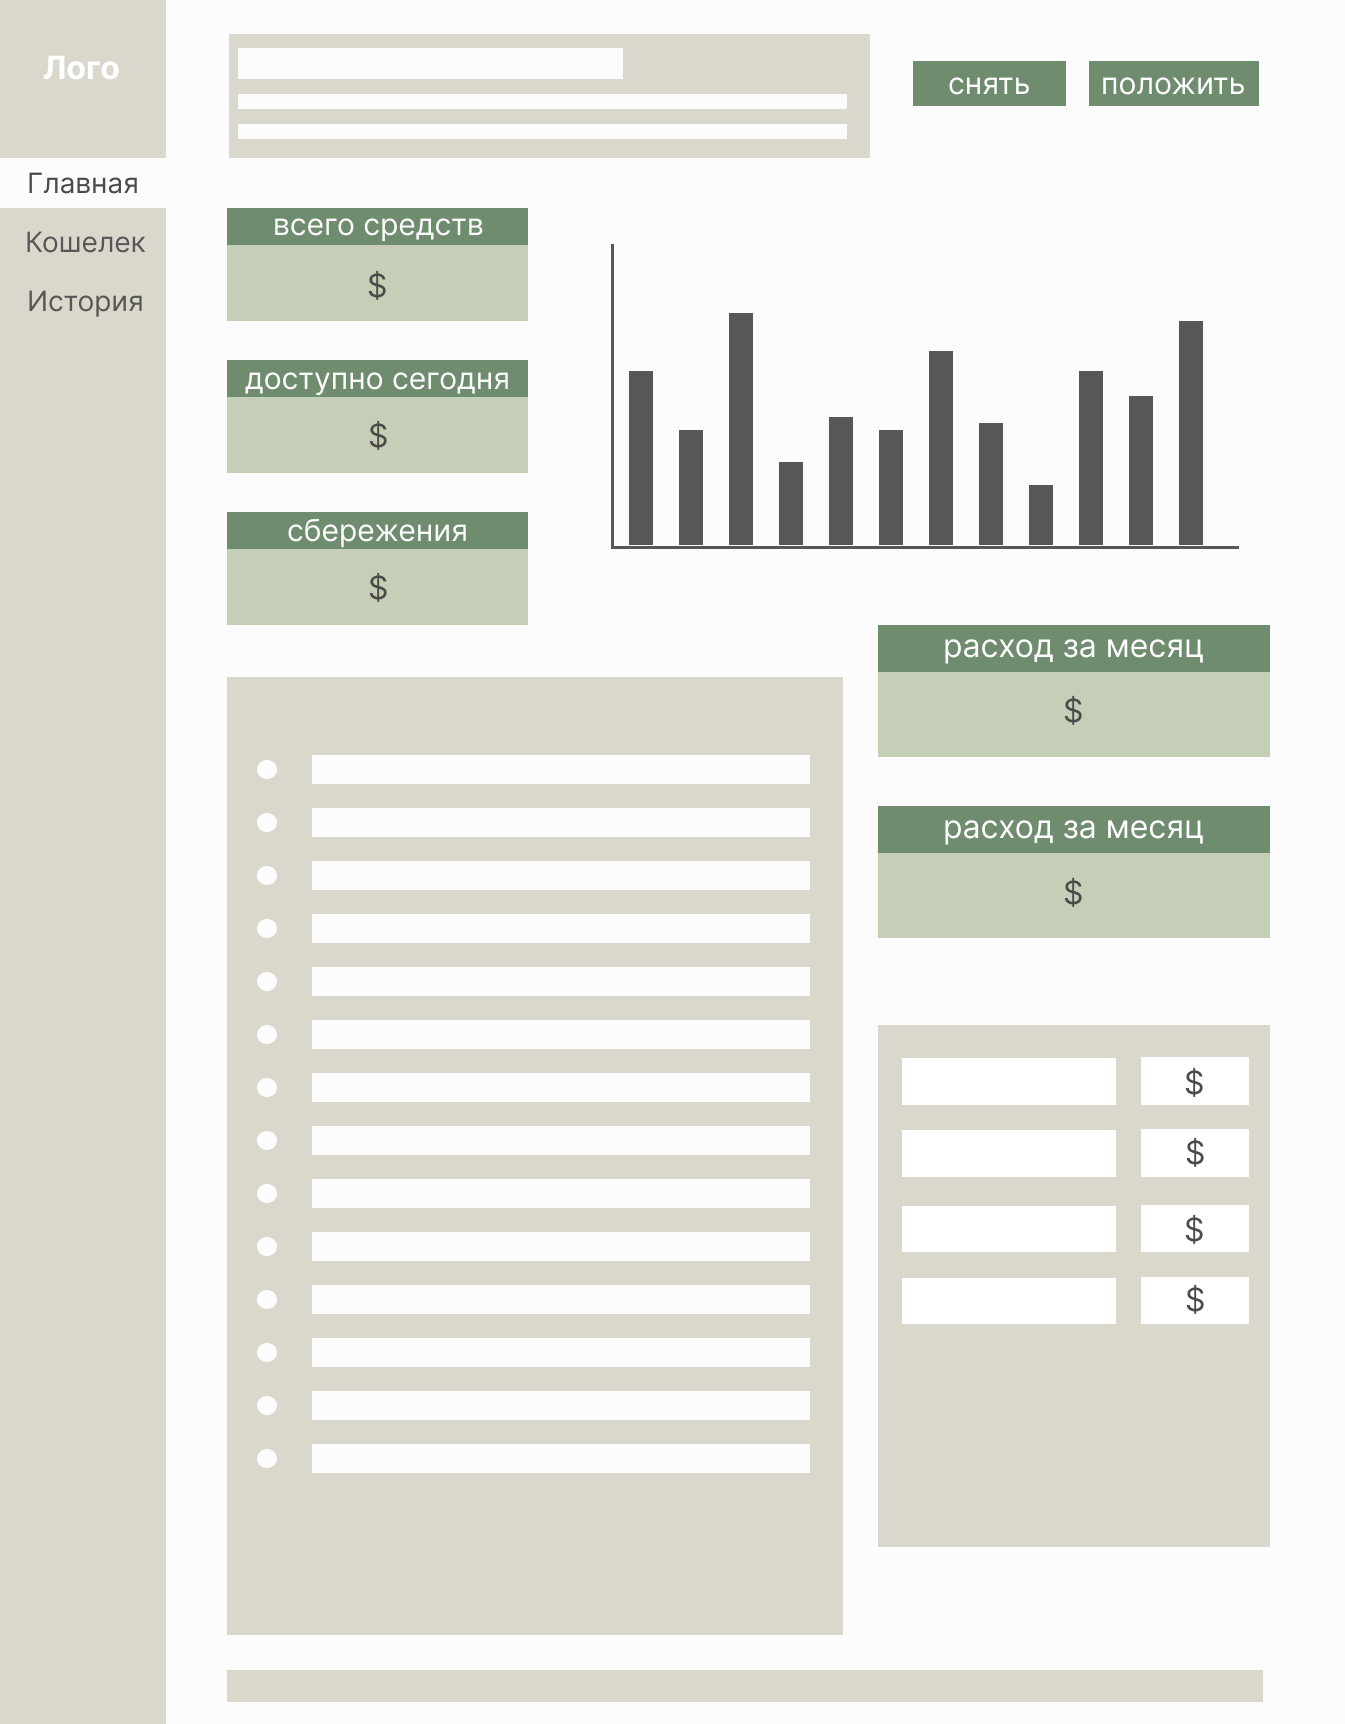 Лого
Главная
Кошелек
История
снять
положить
всего средств
$
доступно сегодня
$
сбережения
$
расход за месяц
$
расход за месяц
$
$
$
$
$